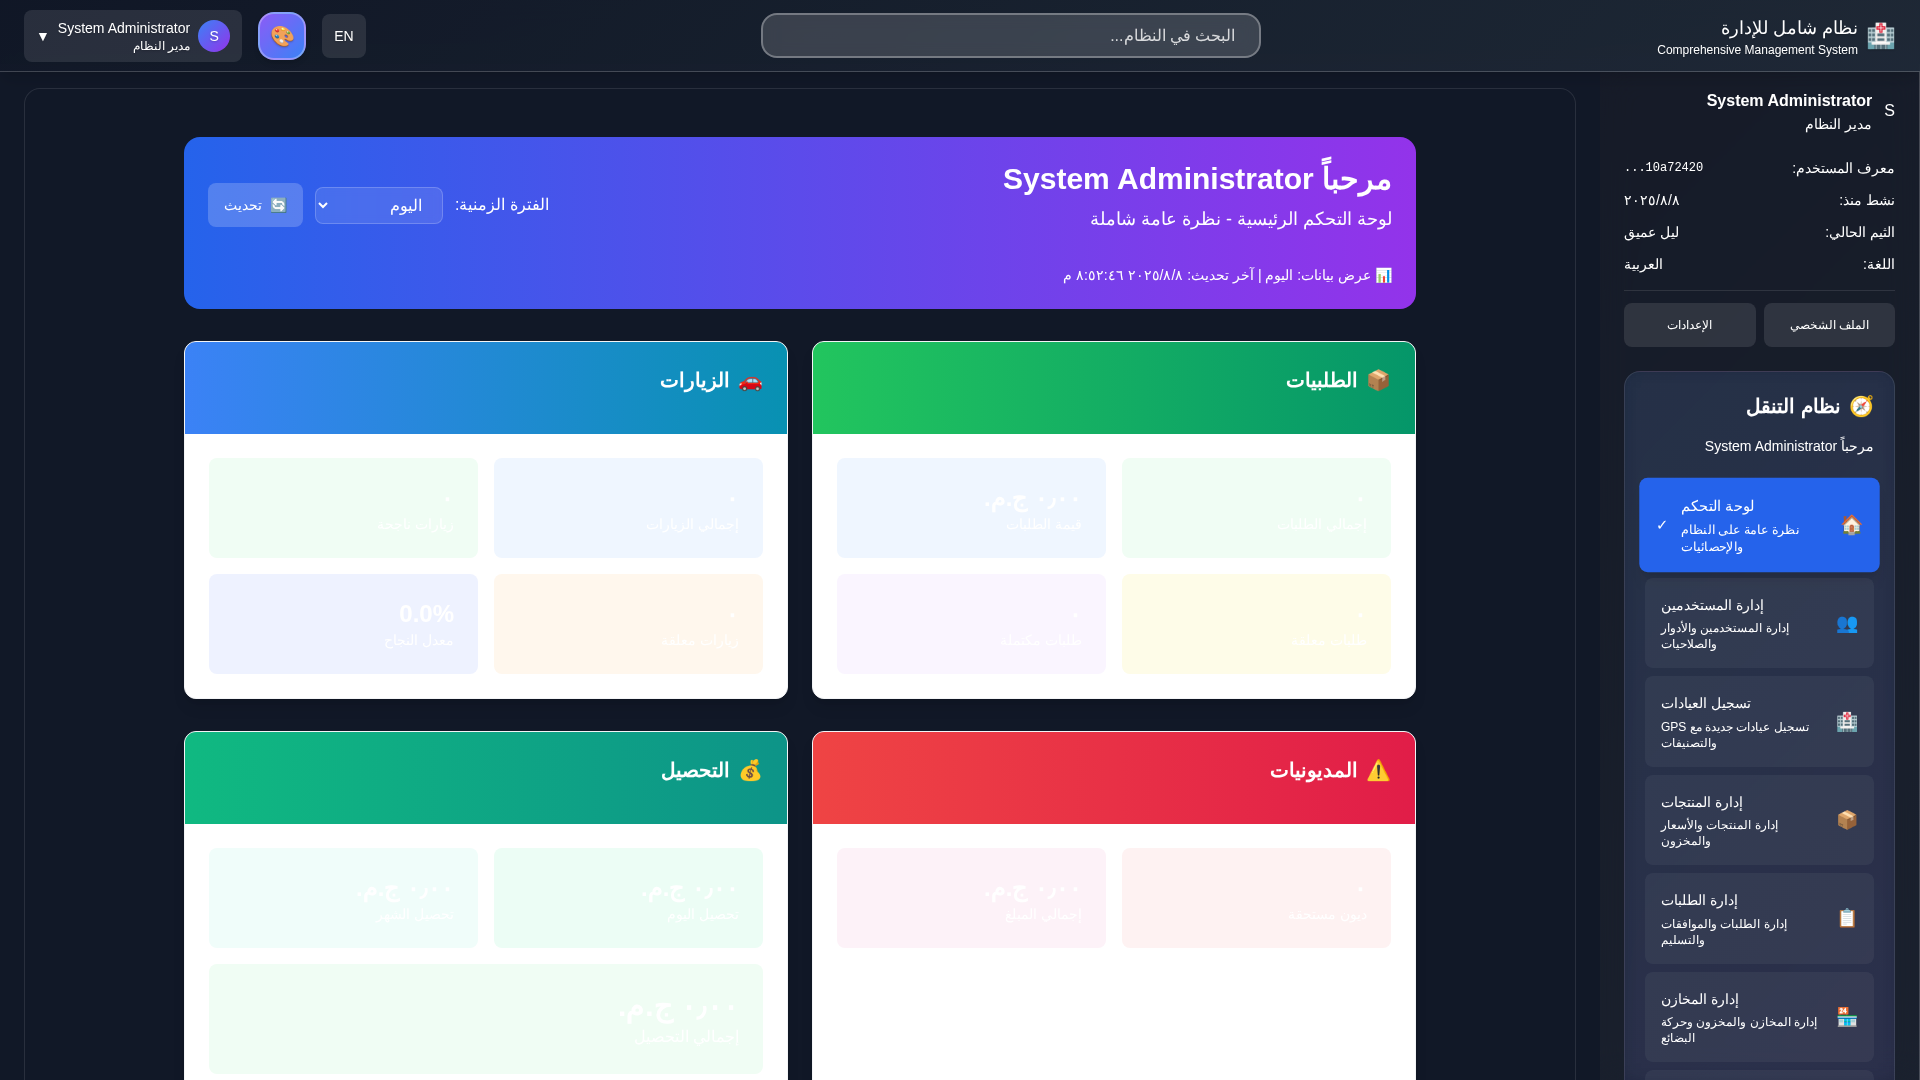 نظام شامل للإدارة
Comprehensive Management System
البحث في النظام...
EN
S
System Administrator
مدير النظام
▼
S
System Administrator
مدير النظام
معرف المستخدم: 10a72420...
نشط منذ: ٢٠٢٥/٨/٨
الثيم الحالي: ليل عميق
اللغة: العربية
الملف الشخصي
الإعدادات
🧭 نظام التنقل
مرحباً System Administrator
لوحة التحكم
نظرة عامة على النظام
والإحصائيات
✓
إدارة المستخدمين
إدارة المستخدمين والأدوار
والصلاحيات
تسجيل العيادات
تسجيل عيادات جديدة مع GPS
والتصنيفات
إدارة المنتجات
إدارة المنتجات والأسعار
والمخزون
إدارة الطلبات
إدارة الطلبات والموافقات
والتسليم
إدارة المخازن
إدارة المخازن والمخزون وحركة
البضائع
مرحباً System Administrator
لوحة التحكم الرئيسية - نظرة عامة شاملة
الفترة الزمنية:
اليوم
🔄 تحديث
📊 عرض بيانات: اليوم | آخر تحديث: ٢٠٢٥/٨/٨ ٨:٥٢:٤٦ م
📦 الطلبيات
٠
إجمالي الطلبات
٠٫٠٠ ج.م.
قيمة الطلبات
٠
طلبات معلقة
٠
طلبات مكتملة
🚗 الزيارات
٠
إجمالي الزيارات
٠
زيارات ناجحة
٠
زيارات معلقة
0.0%
معدل النجاح
⚠️ المديونيات
٠
ديون مستحقة
٠٫٠٠ ج.م.
إجمالي المبلغ
💰 التحصيل
٠٫٠٠ ج.م.
تحصيل اليوم
٠٫٠٠ ج.م.
تحصيل الشهر
٠٫٠٠ ج.م.
إجمالي التحصيل